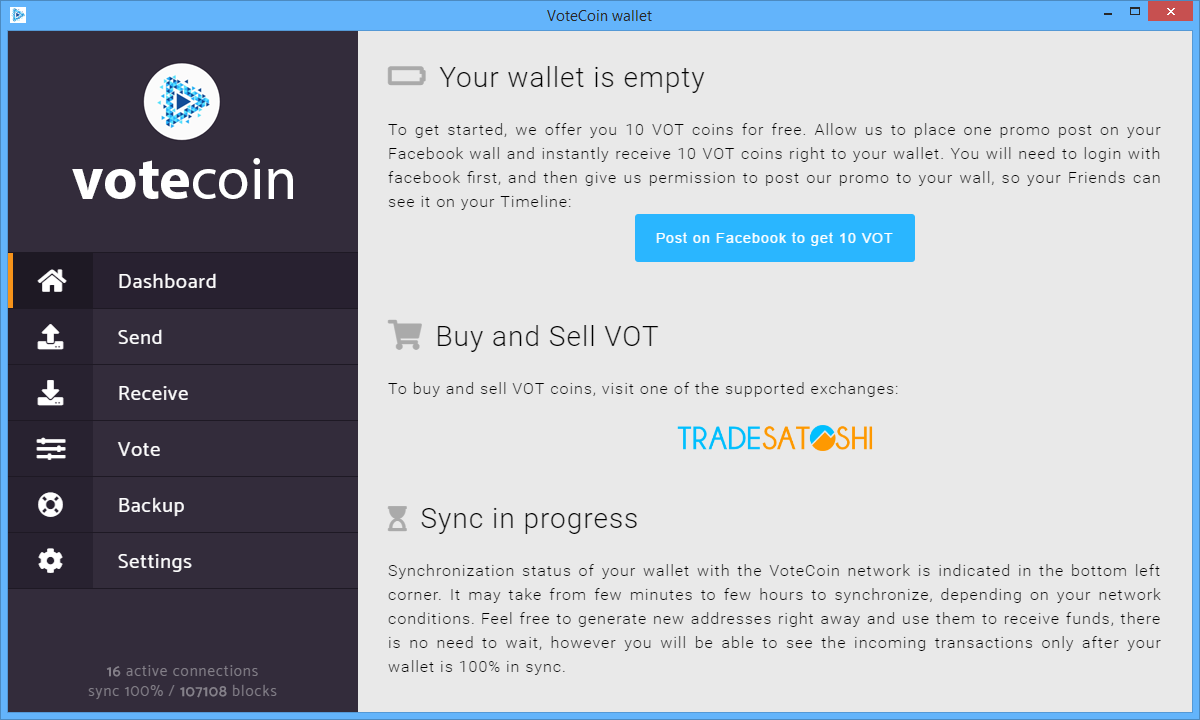 VoteCoin wallet
votecoin
Dashboard
Send
Receive
Vote
Backup
Settings
16 active connections
sync 100% / 107108 blocks
Your wallet is empty
To get started, we offer you 10 VOT coins for free. Allow us to place one promo post on your
Facebook wall and instantly receive 10 VOT coins right to your wallet. You will need to login with
facebook first, and then give us permission to post our promo to your wall, so your Friends can
see it on your Timeline:
Post on Facebook to get 10 VOT
Buy and Sell VOT
To buy and sell VOT coins, visit one of the supported exchanges:
TRADESATOSHI
Sync in progress
Synchronization status of your wallet with the VoteCoin network is indicated in the bottom left
corner. It may take from few minutes to few hours to synchronize, depending on your network
conditions. Feel free to generate new addresses right away and use them to receive funds, there
is no need to wait, however you will be able to see the incoming transactions only after your
wallet is 100% in sync.